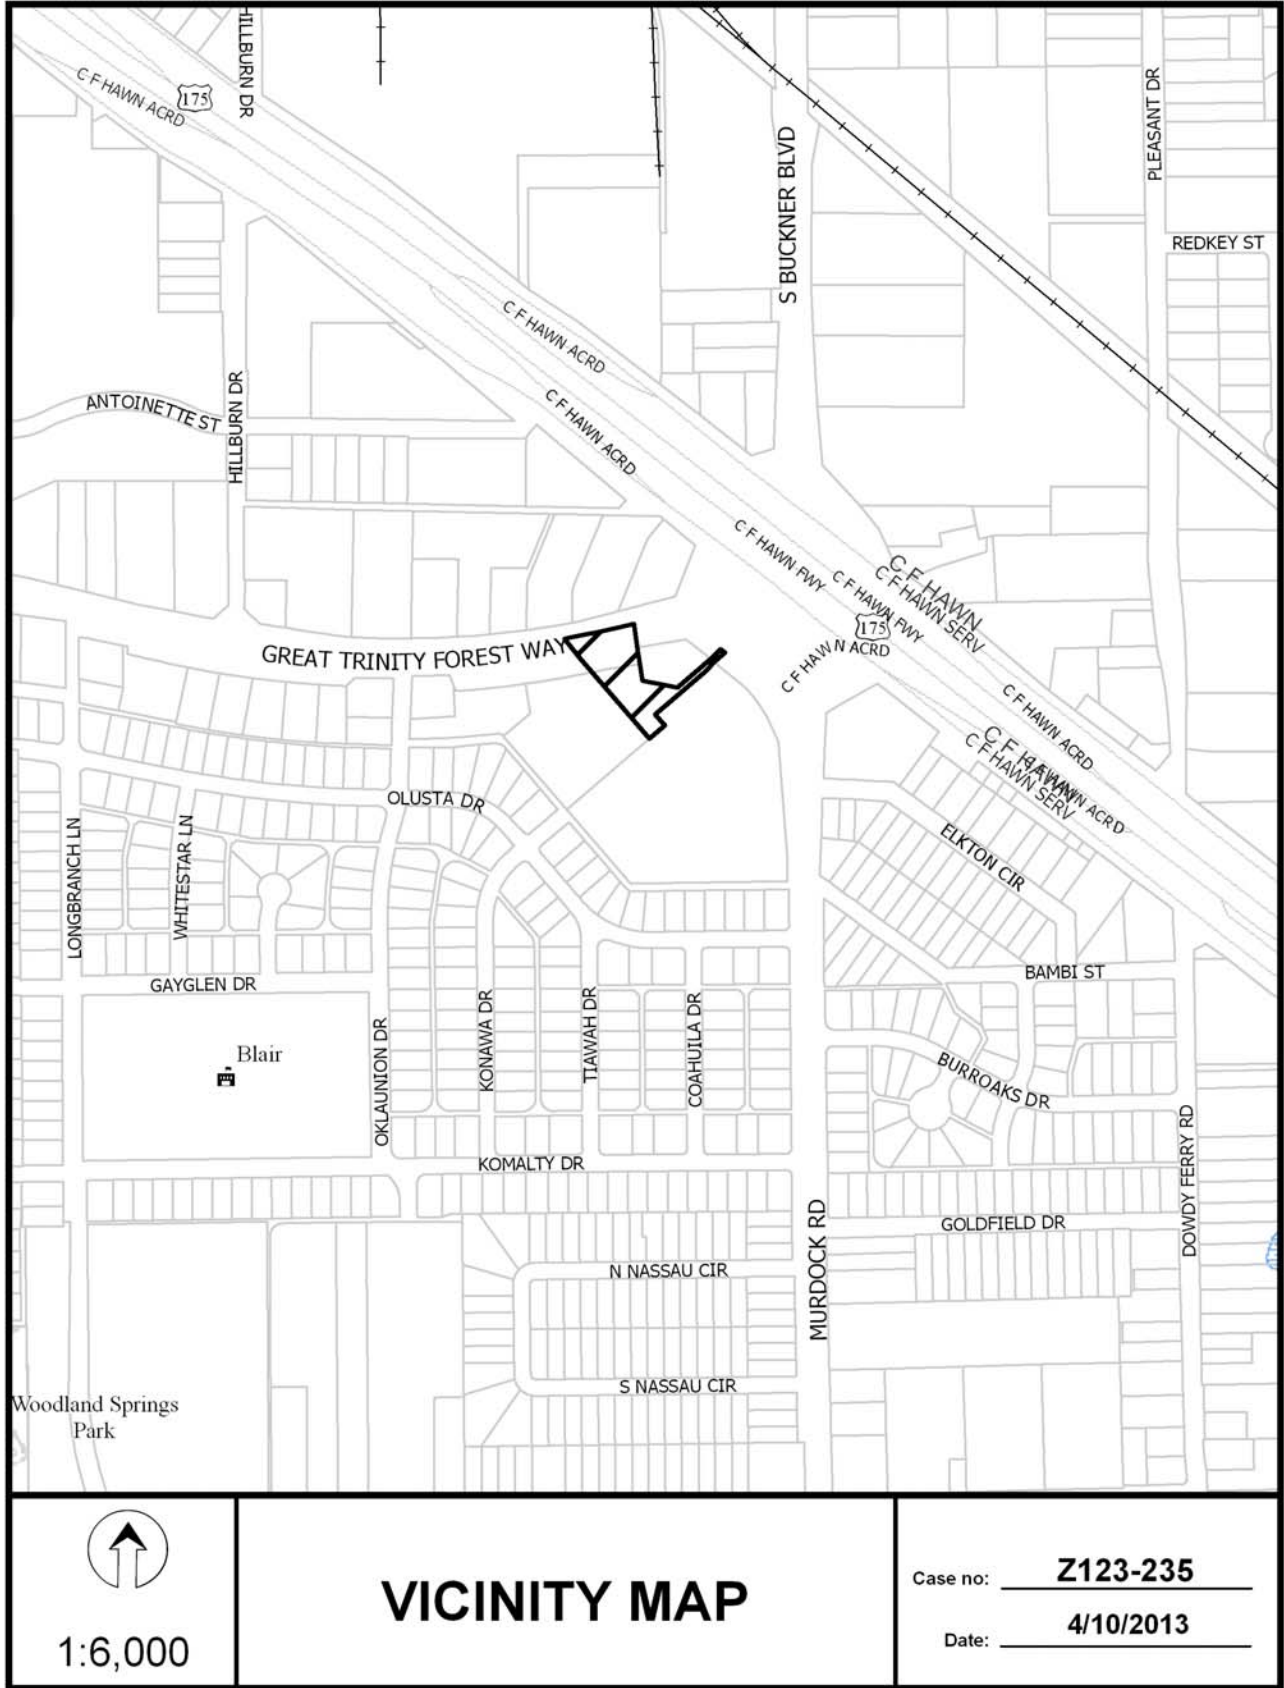 HILLBURN DR
C F HAWN ACRD
175
PLEASANT DR
S BUCKNER BLVD
REDKEY ST
C F HAWN ACRD
C F HAWN ACRD
ANTOINETTE ST
HILLBURN DR
C F HAWN FWY
C F HAWN
C F HAWN SERV
C F HAWN FWY
175
C F HAWN ACRD
GREAT TRINITY FOREST WAY
C F HAWN ACRD
C F HAWN
C F HAWN SERV
C F HAWN ACRD
OLUSTA DR
ELKTON CIR
LONGBRANCH LN
WHITESTAR LN
GAYGLEN DR
BAMBI ST
Blair
OKLAUNION DR
KONAWA DR
TIAWAH DR
COAHUILA DR
BURROAKS DR
KOMALTY DR
DOWDY FERRY RD
GOLDFIELD DR
MURDOCK RD
N NASSAU CIR
S NASSAU CIR
Woodland Springs
Park
1:6,000
VICINITY MAP
Case no: Z123-235
Date: 4/10/2013